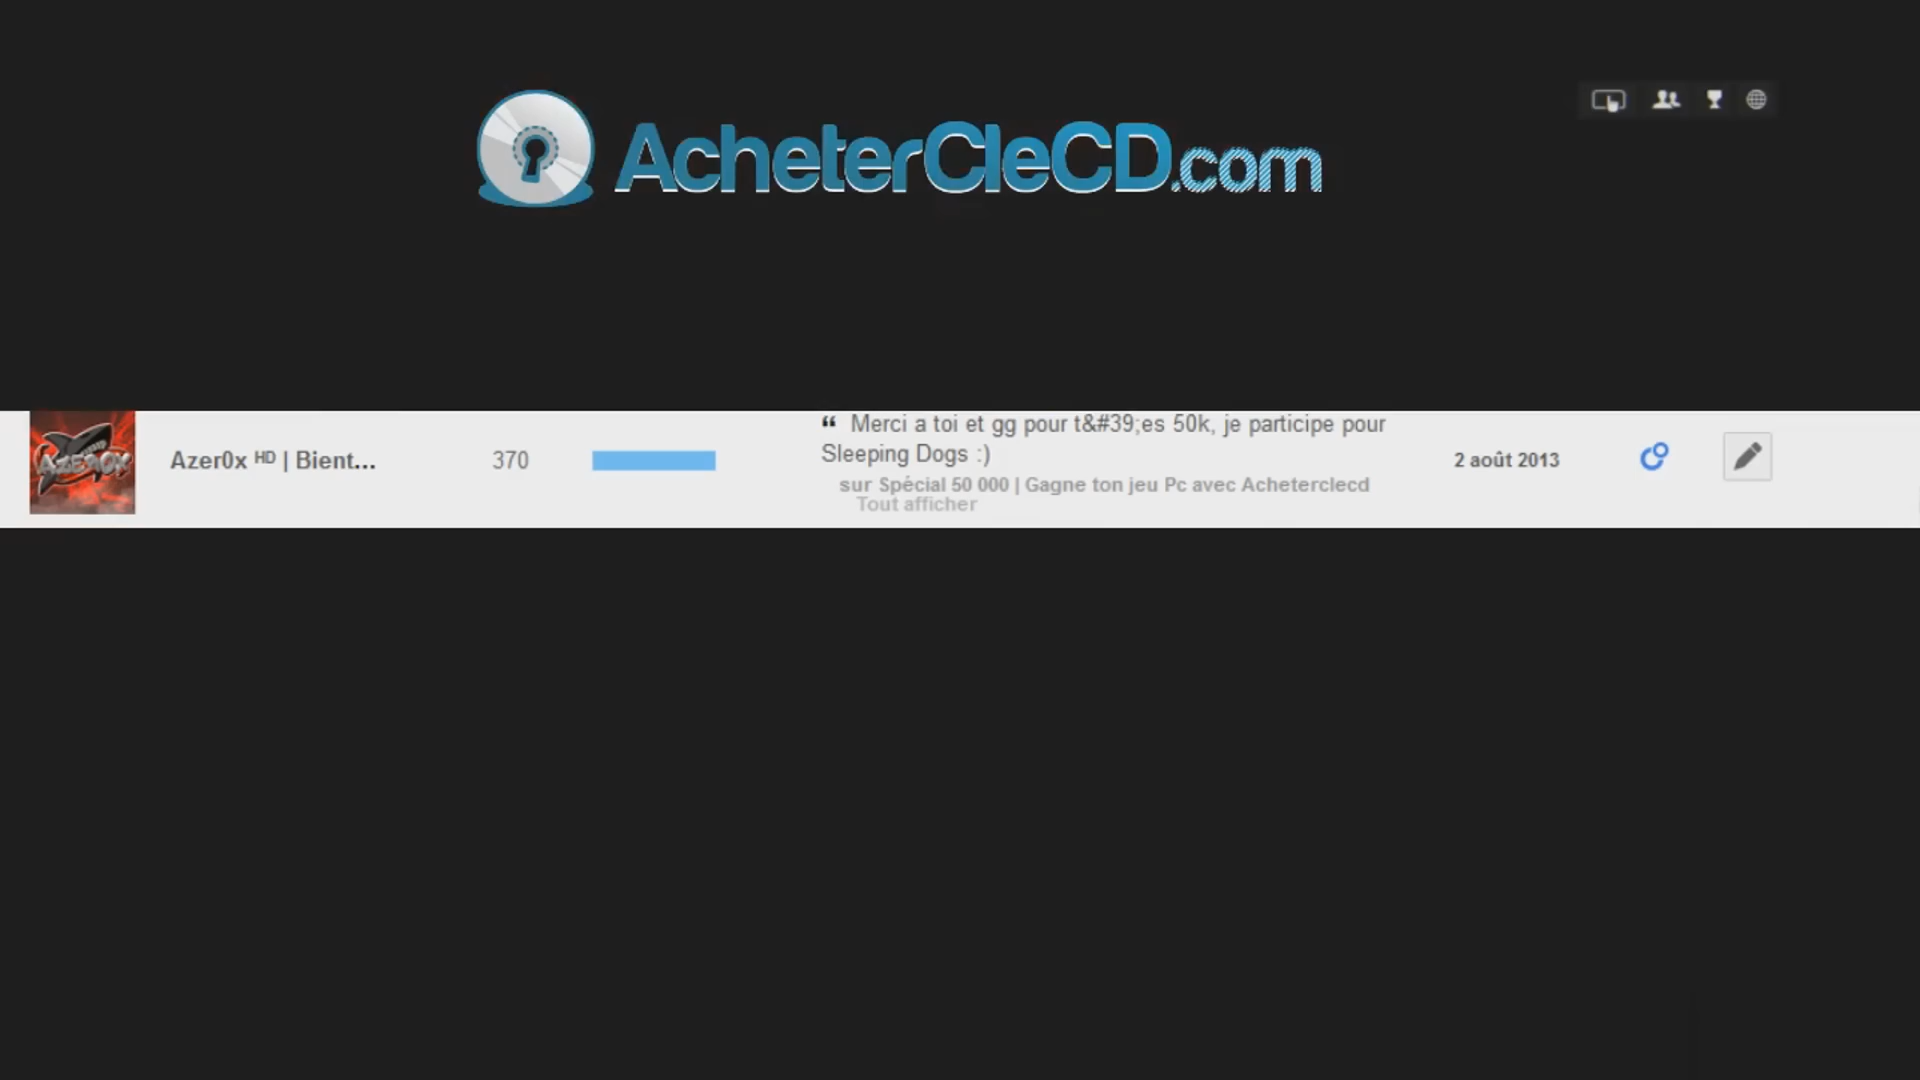 AcheterCleCD.com
AZEROX
Azer0x ᴴᴰ | Bient...
370
“ Merci a toi et gg pour t&#39;es 50k, je participe pour
Sleeping Dogs :)
sur Spécial 50 000 | Gagne ton jeu Pc avec Acheterclecd
Tout afficher
2 août 2013